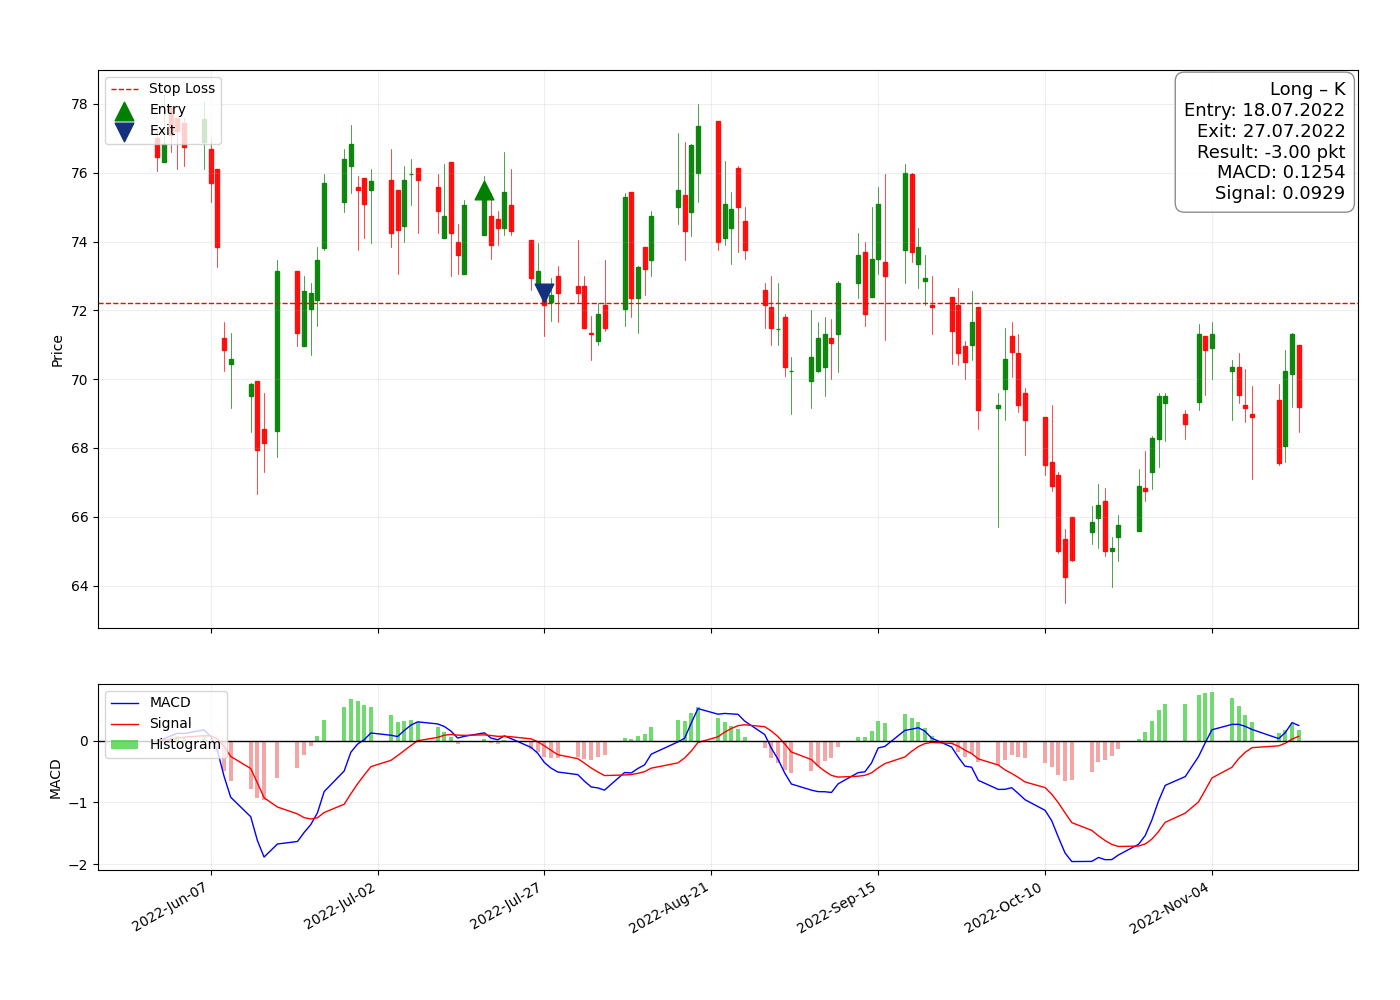 Stop Loss
Entry
Exit
Long – K
Entry: 18.07.2022
Exit: 27.07.2022
Result: -3.00 pkt
MACD: 0.1254
Signal: 0.0929
Price
78
76
74
72
70
68
66
64
MACD
Signal
Histogram
MACD
0
−1
−2
2022-Jun-07
2022-Jul-02
2022-Jul-27
2022-Aug-21
2022-Sep-15
2022-Oct-10
2022-Nov-04